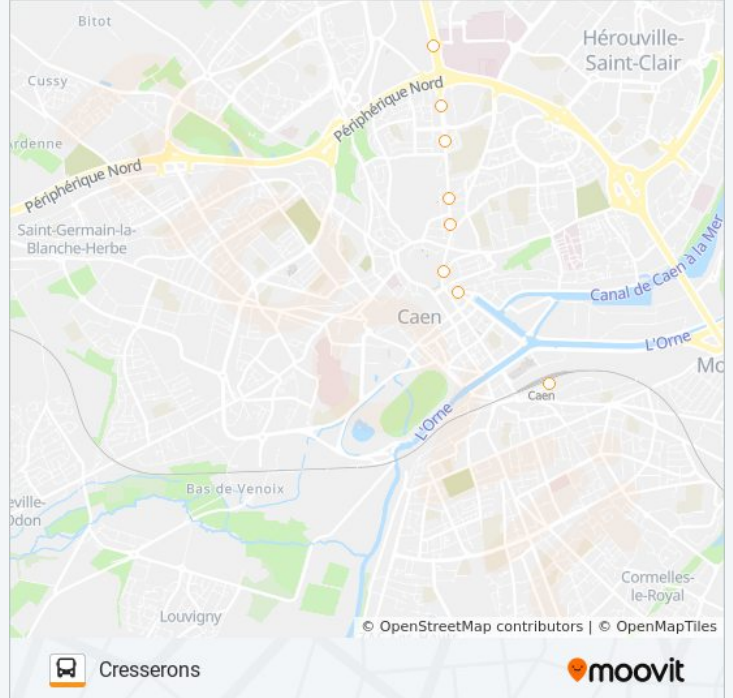 Bitot
Hérouville-
Saint-Clair
Cussy
Périphérique Nord
Ardenne
Périphérique Nord
Saint-Germain-la-
Blanche-Herbe
Canal de Caen à la Mer
Caen
L'Orne
Mo
Caen
L'Orne
Bas de Venoix
eville-
Odon
Cormelles-
le-Royal
Louvigny
© OpenStreetMap contributors | © OpenMapTiles
Cresserons
moovit